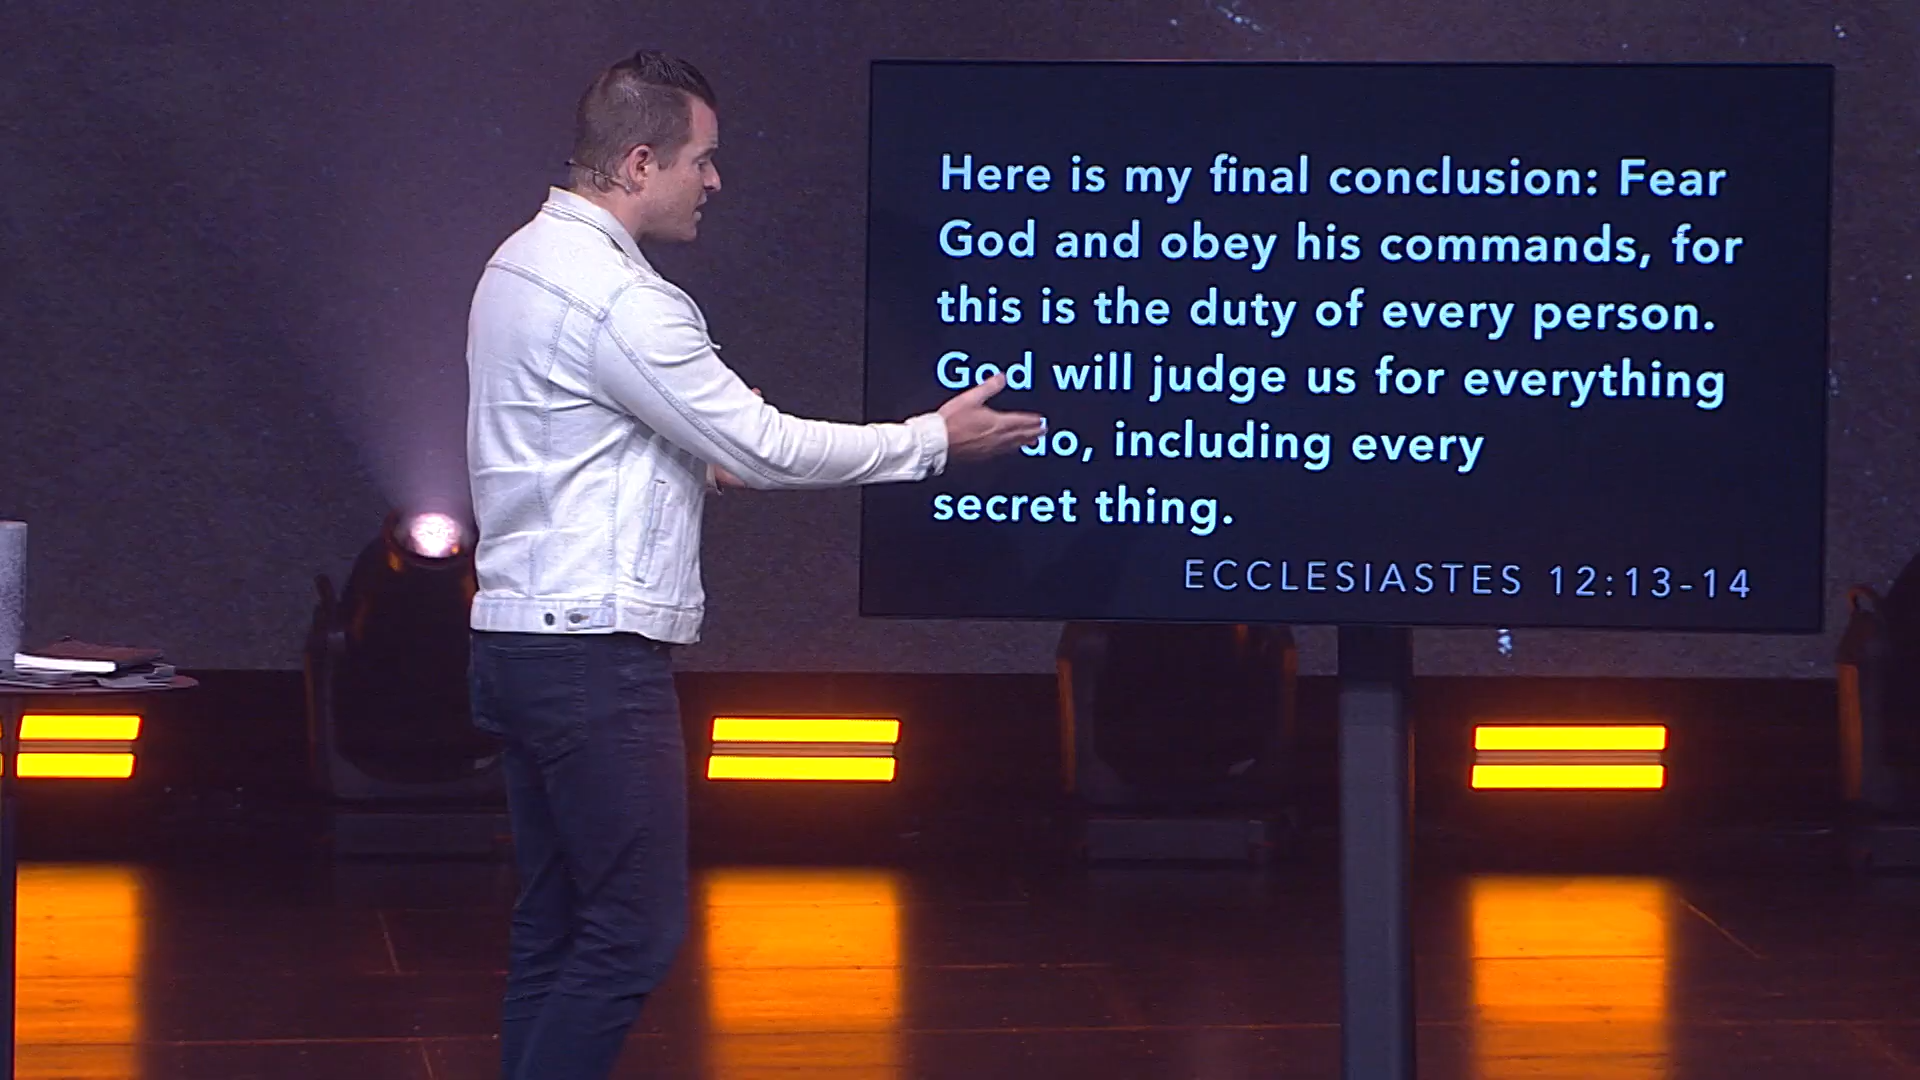 Here is my final conclusion: Fear
God and obey his commands, for
this is the duty of every person.
God will judge us for everything
do, including every
secret thing.
ECCLESIASTES 12:13-14